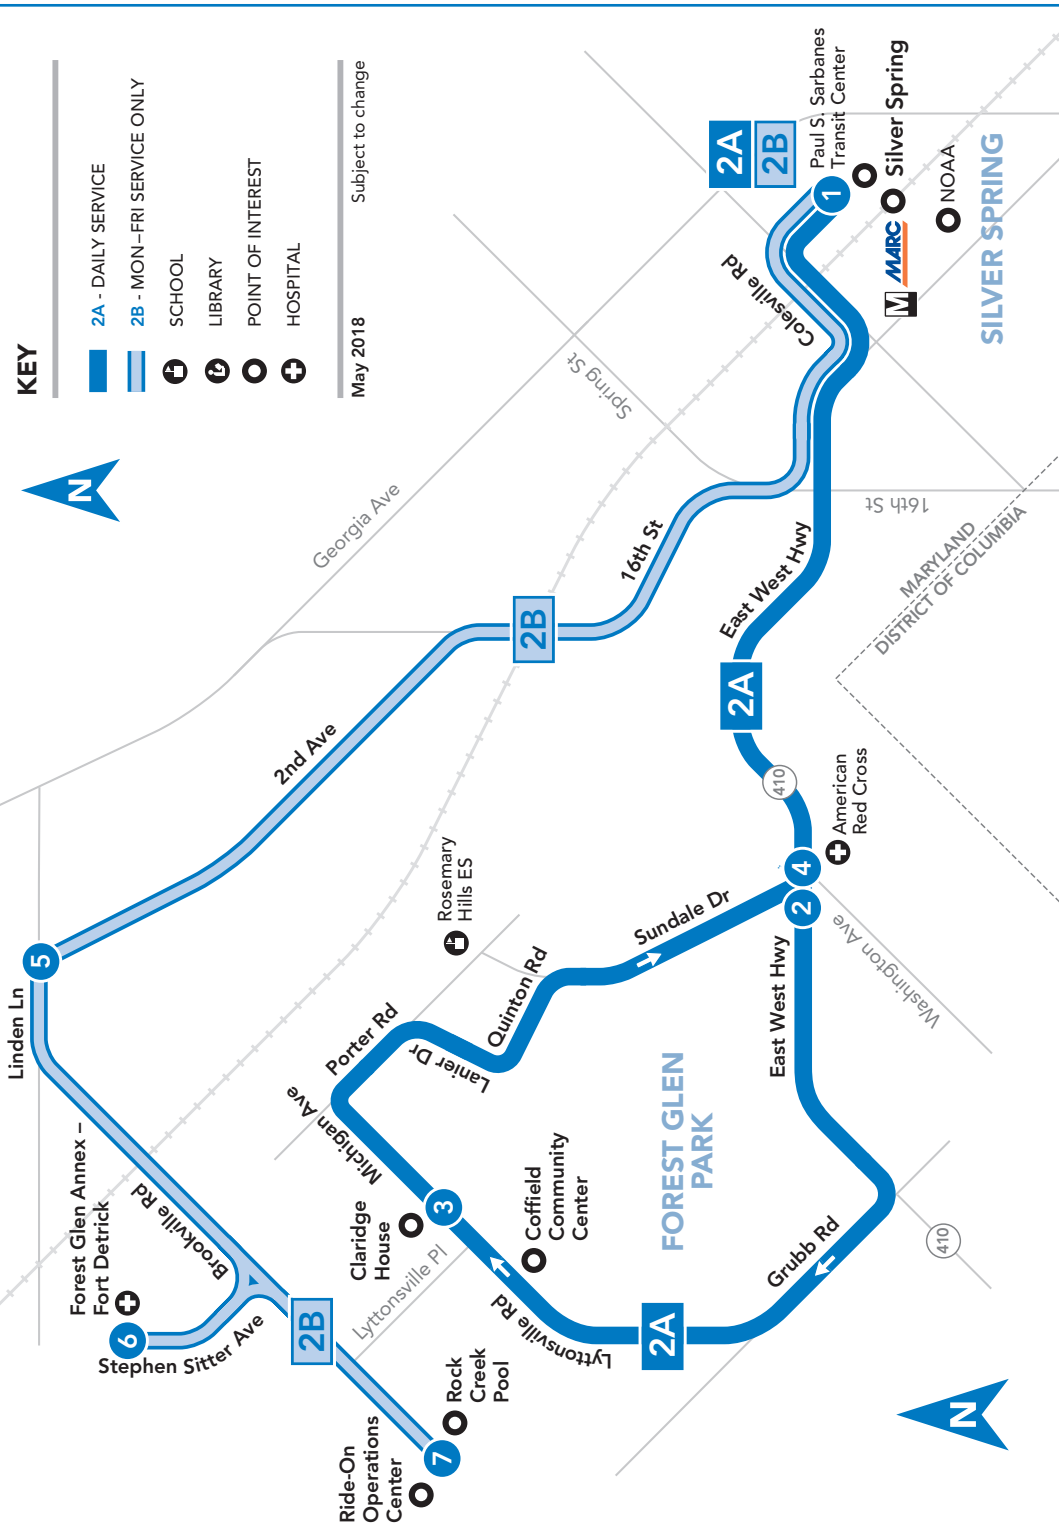 KEY
2A - DAILY SERVICE
2B - MON–FRI SERVICE ONLY
SCHOOL
LIBRARY
POINT OF INTEREST
HOSPITAL
May 2018
Subject to change
N
Linden Ln
5
Forest Glen Annex –
Fort Detrick
6
Stephen Sitter Ave
Brookville Rd
2B
7
Ride-On
Operations
Center
Rock
Creek
Pool
Lyttonsville Pl
Claridge
House
3
Michigan Ave
Porter Rd
Lanier Dr
Quinton Rd
Rosemary
Hills ES
Sundale Dr
Coffield
Community
Center
Lyttonsville Rd
2A
Grubb Rd
410
FOREST GLEN
PARK
East West Hwy
2
4
Washington Ave
American
Red Cross
410
2A
East West Hwy
2nd Ave
2B
16th St
Georgia Ave
Spring St
16th St
MARYLAND
DISTRICT OF COLUMBIA
Colesville Rd
2A
2B
1
Paul S. Sarbanes
Transit Center
Silver Spring
M
MARC
NOAA
SILVER SPRING
N